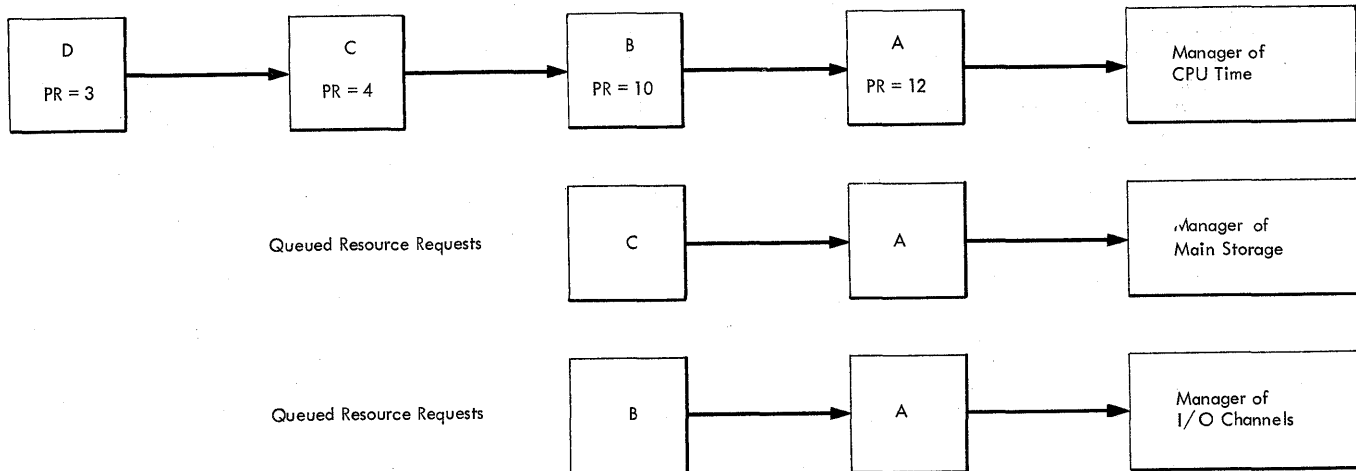 D
PR = 3
C
PR = 4
B
PR = 10
A
PR = 12
Manager of
CPU Time
Queued Resource Requests
C
A
Manager of
Main Storage
Queued Resource Requests
B
A
Manager of
I/O Channels